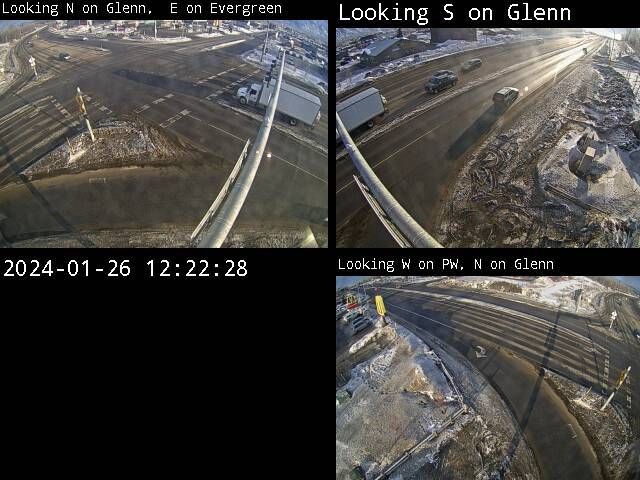 Looking N on Glenn,  E on Evergreen
Looking S on Glenn
2024-01-26 12:22:28
Looking W on PW, N on Glenn